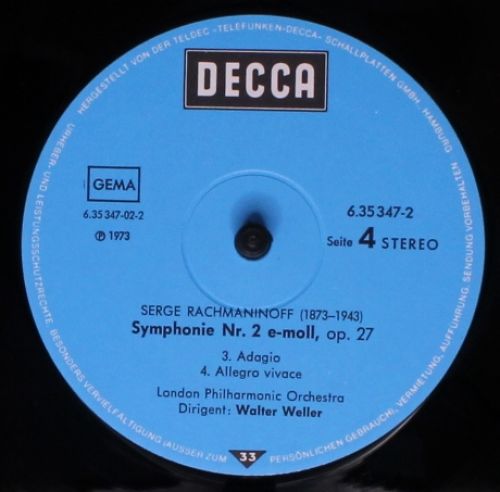 HERGESTELLT VON DER TELDEC »TELEFUNKEN-DECCA« SCHALLPLATTEN GMBH, HAMBURG
URHEBER- UND LEISTUNGSSCHUTZRECHTE, BESONDERS VERVIELFÄLTIGUNG (AUSSER ZUM PERSÖNLICHEN GEBRAUCH), VERMIETUNG, AUFFÜHRUNG, SENDUNG VORBEHALTEN
DECCA
GEMA
6.35 347-02-2
℗ 1973
6.35 347-2
Seite 4 STEREO
SERGE RACHMANINOFF (1873–1943)
Symphonie Nr. 2 e-moll, op. 27
3. Adagio
4. Allegro vivace
London Philharmonic Orchestra
Dirigent: Walter Weller
33